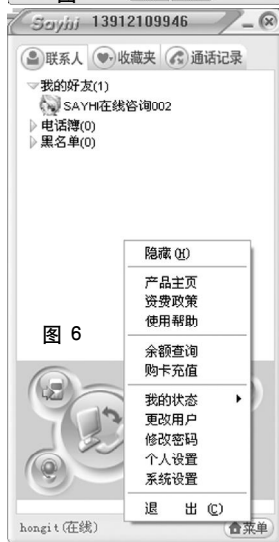 Sayhi 13912109946
联系人 收藏夹 通话记录
我的好友(1)
SAYHI在线咨询002
电话簿(0)
黑名单(0)
隐藏(H)
产品主页
资费政策
使用帮助
余额查询
购卡充值
我的状态
更改用户
修改密码
个人设置
系统设置
退 出 (C)
图 6
hongit(在线)
菜单